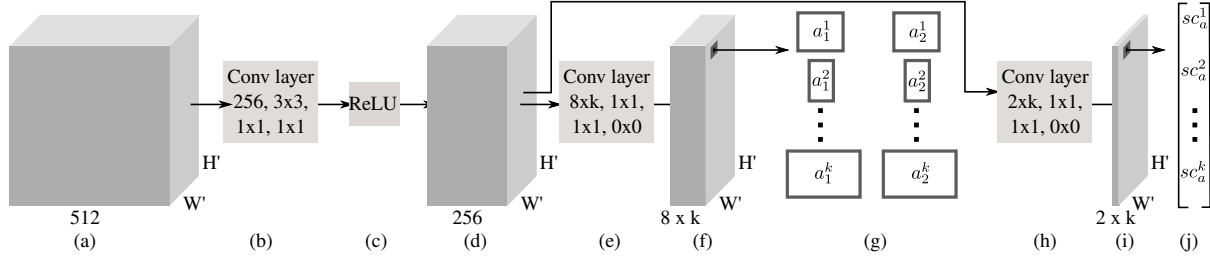 512
W'
H'
(a)
Conv layer
256, 3x3,
1x1, 1x1
(b)
ReLU
(c)
256
W'
H'
(d)
Conv layer
8xk, 1x1,
1x1, 0x0
(e)
8 x k
W'
H'
(f)
a_1^1 a_2^1
a_1^2 a_2^2
a_1^k a_2^k
(g)
Conv layer
2xk, 1x1,
1x1, 0x0
(h)
2 x k
W'
H'
(i)
sc_a^1
sc_a^2
sc_a^k
(j)